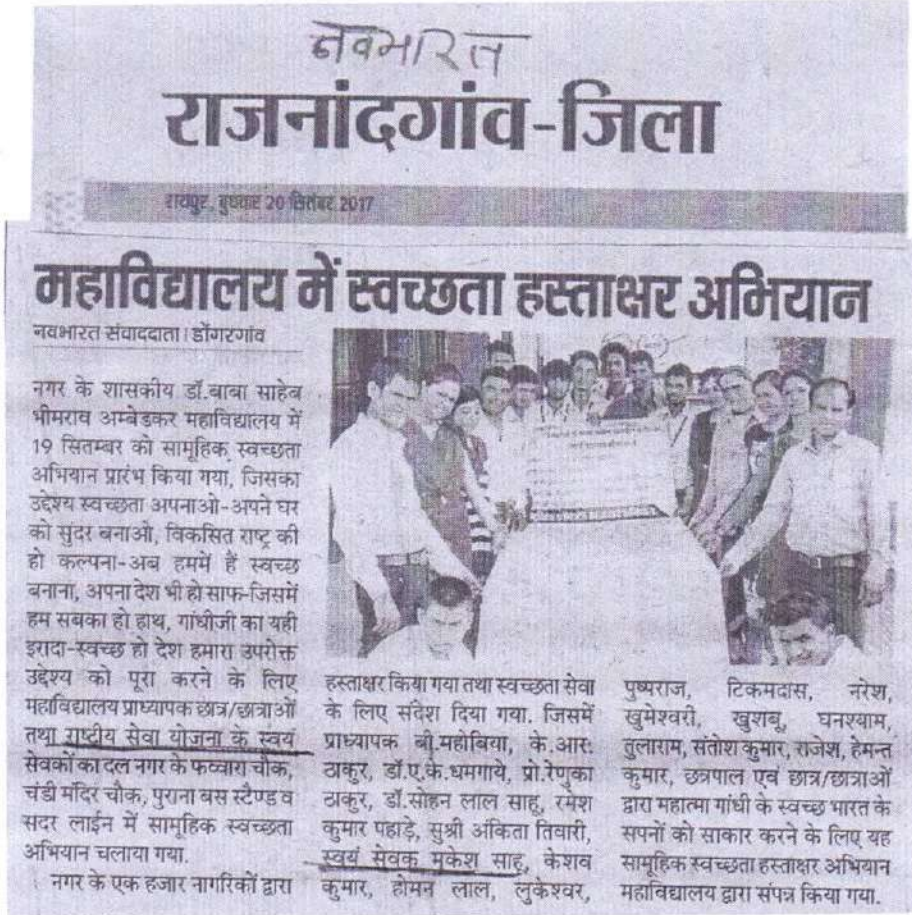 नवभारत
राजनांदगांव-जिला
रायपुर, बुधवार 20 सितंबर 2017
महाविद्यालय में स्वच्छता हस्ताक्षर अभियान
नवभारत संवाददाता। डोंगरगांव
नगर के शासकीय डॉ.बाबा साहेब
भीमराव अम्बेडकर महाविद्यालय में
19 सितम्बर को सामूहिक स्वच्छता
अभियान प्रारंभ किया गया, जिसका
उद्देश्य स्वच्छता अपनाओ-अपने घर
को सुंदर बनाओ, विकसित राष्ट्र की
हो कल्पना-अब हममें हैं स्वच्छ
बनाना, अपना देश भी हो साफ-जिसमें
हम सबका हो हाथ, गांधीजी का यही
इरादा-स्वच्छ हो देश हमारा उपरोक्त
उद्देश्य को पूरा करने के लिए
महाविद्यालय प्राध्यापक छात्र/छात्राओं
तथा राष्ट्रीय सेवा योजना के स्वयं
सेवकों का दल नगर के फव्वारा चौक,
चंडी मंदिर चौक, पुराना बस स्टैण्ड व
सदर लाईन में सामूहिक स्वच्छता
अभियान चलाया गया.
नगर के एक हजार नागरिकों द्वारा
हस्ताक्षर किया गया तथा स्वच्छता सेवा
के लिए संदेश दिया गया. जिसमें
प्राध्यापक बी.महोबिया, के.आर.
ठाकुर, डॉ.ए.के.धमगाये, प्रो.रेणुका
ठाकुर, डॉ.सोहन लाल साहू, रमेश
कुमार पहाड़े, सुश्री अंकिता तिवारी,
स्वयं सेवक मुकेश साहू, केशव
कुमार, होमन लाल, लुकेश्वर,
पुष्पराज, टिकमदास, नरेश,
खुमेश्वरी, खुशबू, घनश्याम,
तुलाराम, संतोश कुमार, राजेश, हेमन्त
कुमार, छत्रपाल एवं छात्र/छात्राओं
द्वारा महात्मा गांधी के स्वच्छ भारत के
सपनों को साकार करने के लिए यह
सामूहिक स्वच्छता हस्ताक्षर अभियान
महाविद्यालय द्वारा संपन्न किया गया.